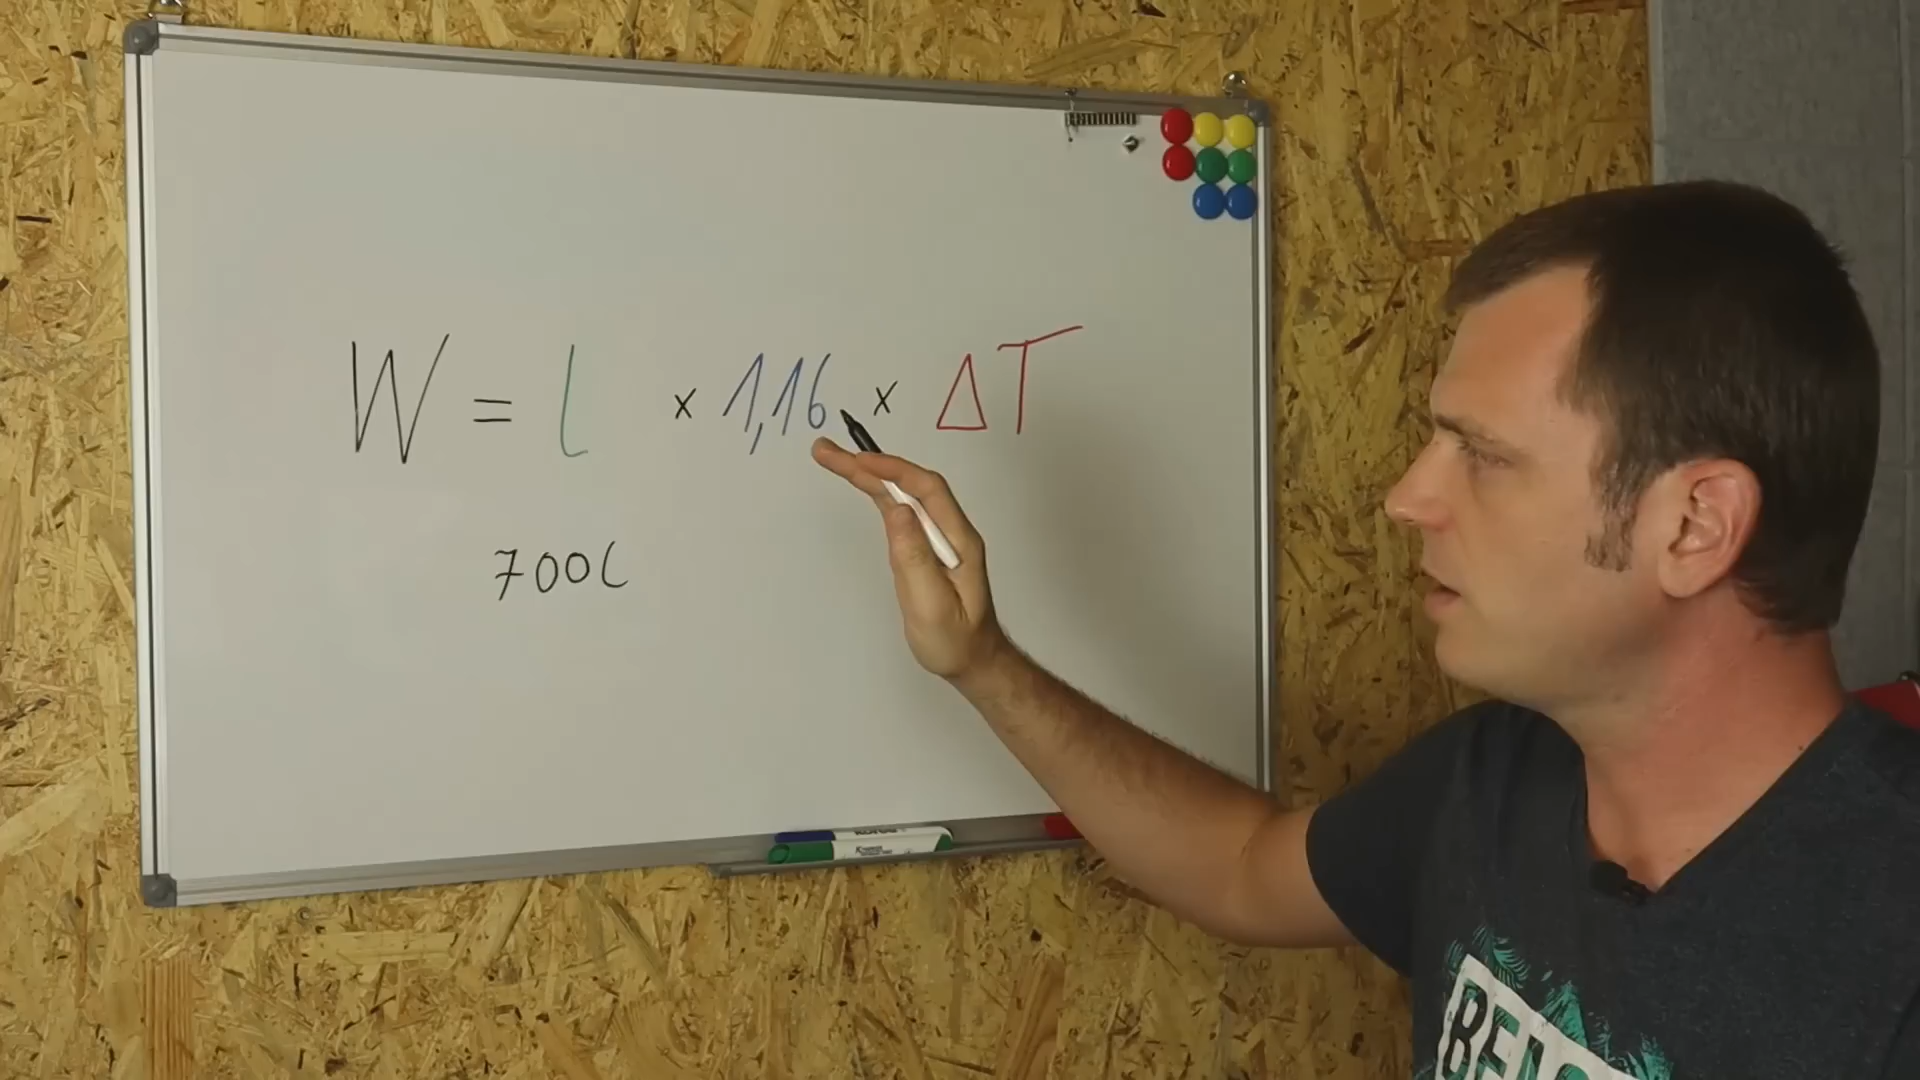 W = L x 1,16 x ΔT
700L